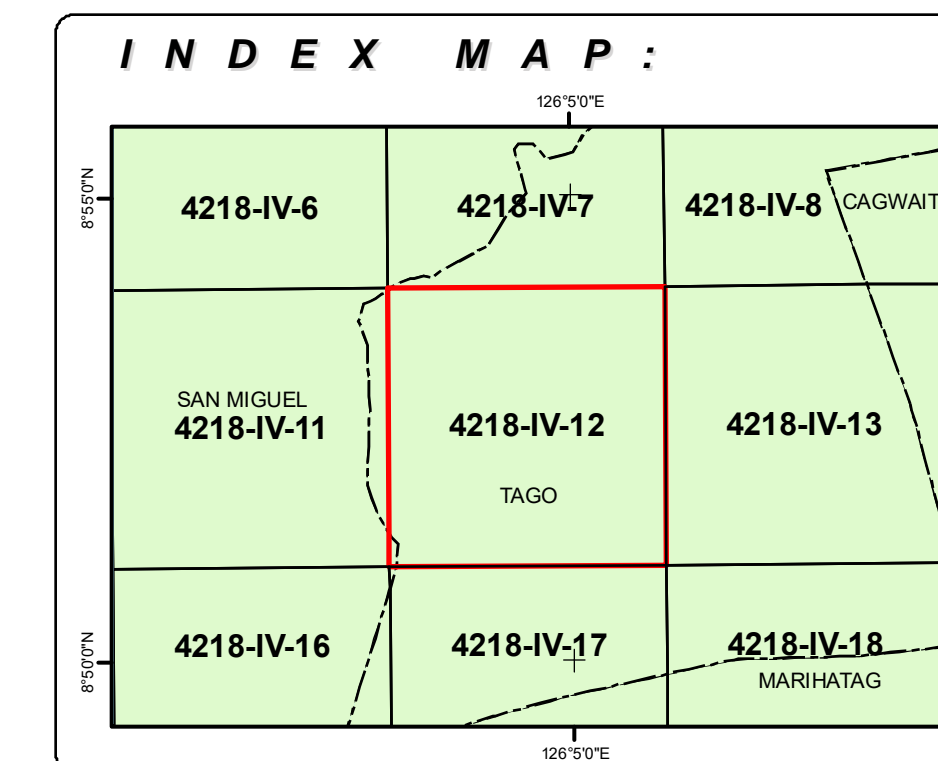 INDEX MAP:
126°5'0"E
8°55'0"N
4218-IV-6
4218-IV-7
4218-IV-8
CAGWAIT
SAN MIGUEL
4218-IV-11
4218-IV-12
4218-IV-13
TAGO
8°50'0"N
4218-IV-16
4218-IV-17
4218-IV-18
MARIHATAG
126°5'0"E